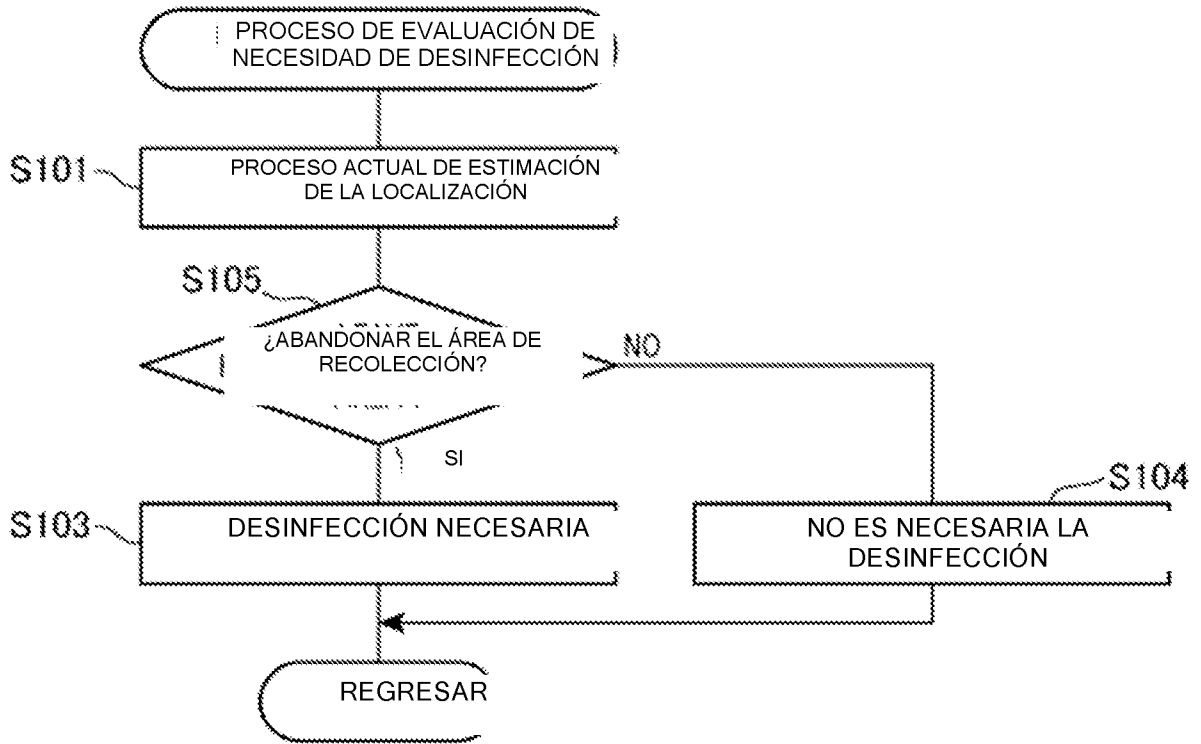 PROCESO DE EVALUACIÓN DE
NECESIDAD DE DESINFECCIÓN
S101
PROCESO ACTUAL DE ESTIMACIÓN
DE LA LOCALIZACIÓN
S105
¿ABANDONAR EL ÁREA DE
RECOLECCIÓN?
NO
SI
S103
DESINFECCIÓN NECESARIA
S104
NO ES NECESARIA LA
DESINFECCIÓN
REGRESAR